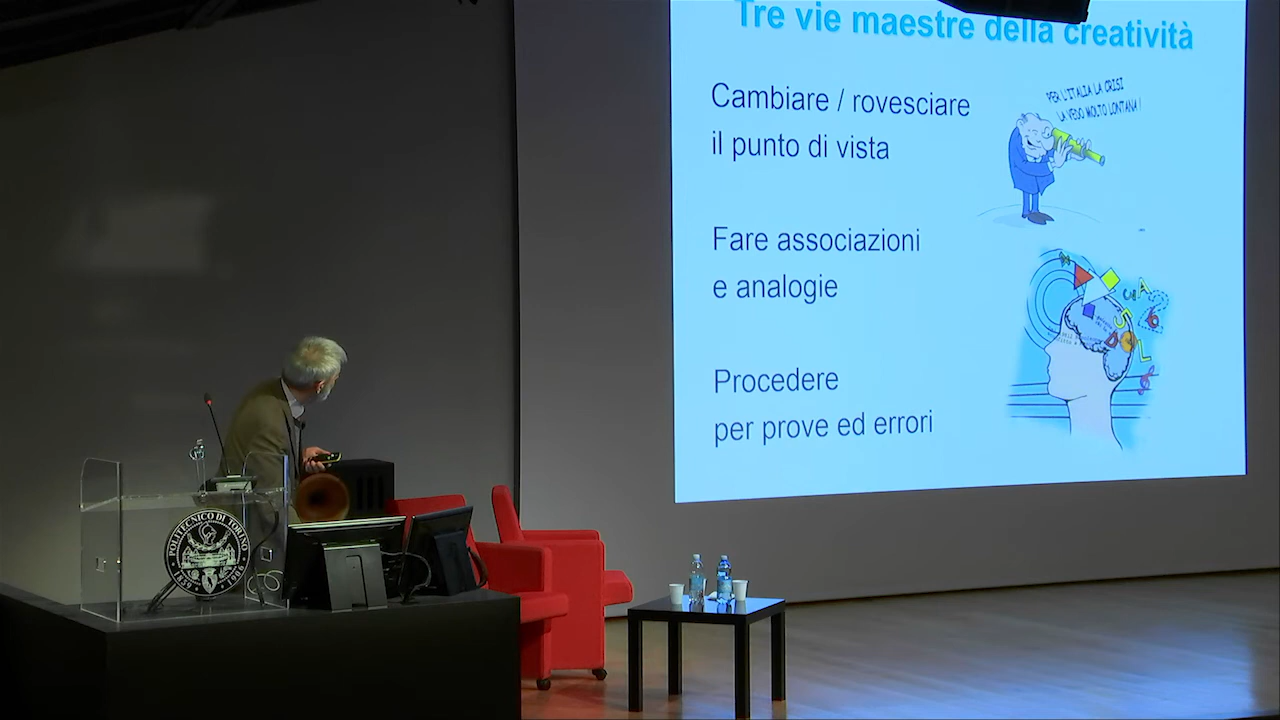 Tre vie maestre della creatività
Cambiare / rovesciare
il punto di vista
PER L'ITALIA LA CRISI
LA VEDO MOLTO LONTANA!
Fare associazioni
e analogie
Procedere
per prove ed errori
POLITECNICO DI TORINO